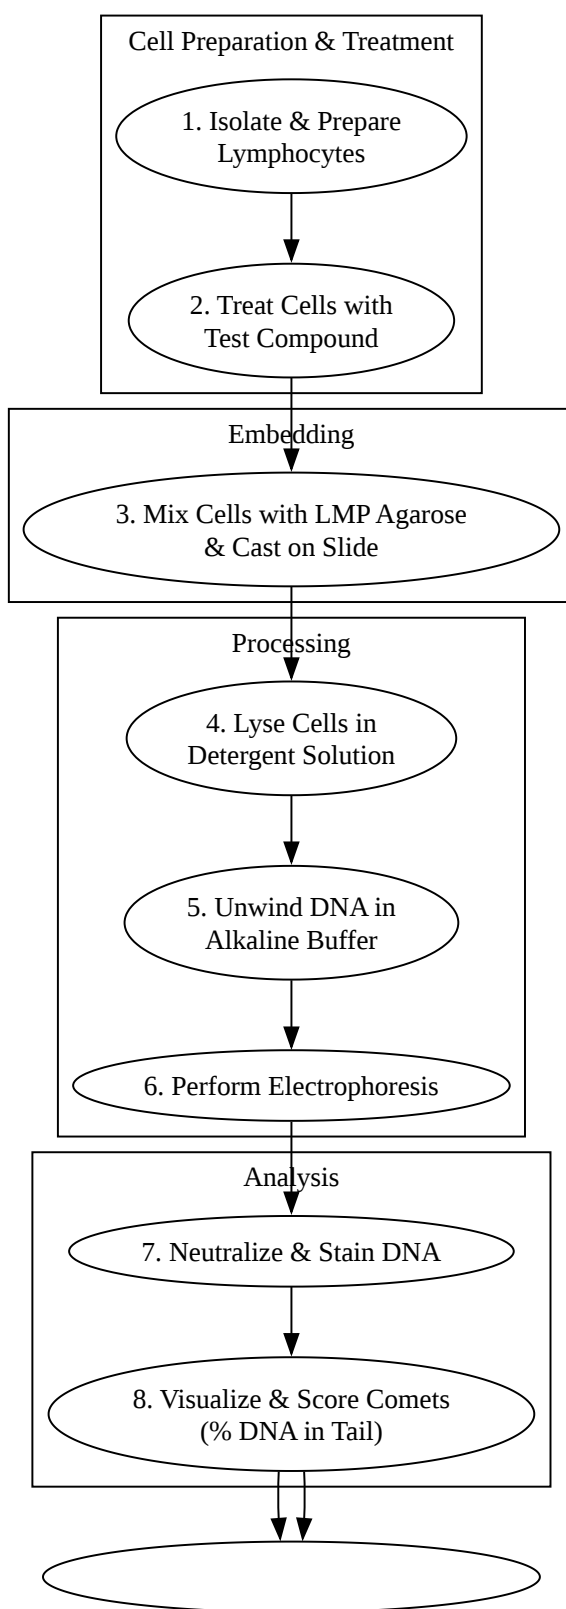 Cell Preparation & Treatment
1. Isolate & Prepare
Lymphocytes
2. Treat Cells with
Test Compound
Embedding
3. Mix Cells with LMP Agarose
& Cast on Slide
Processing
4. Lyse Cells in
Detergent Solution
5. Unwind DNA in
Alkaline Buffer
6. Perform Electrophoresis
Analysis
7. Neutralize & Stain DNA
8. Visualize & Score Comets
(% DNA in Tail)